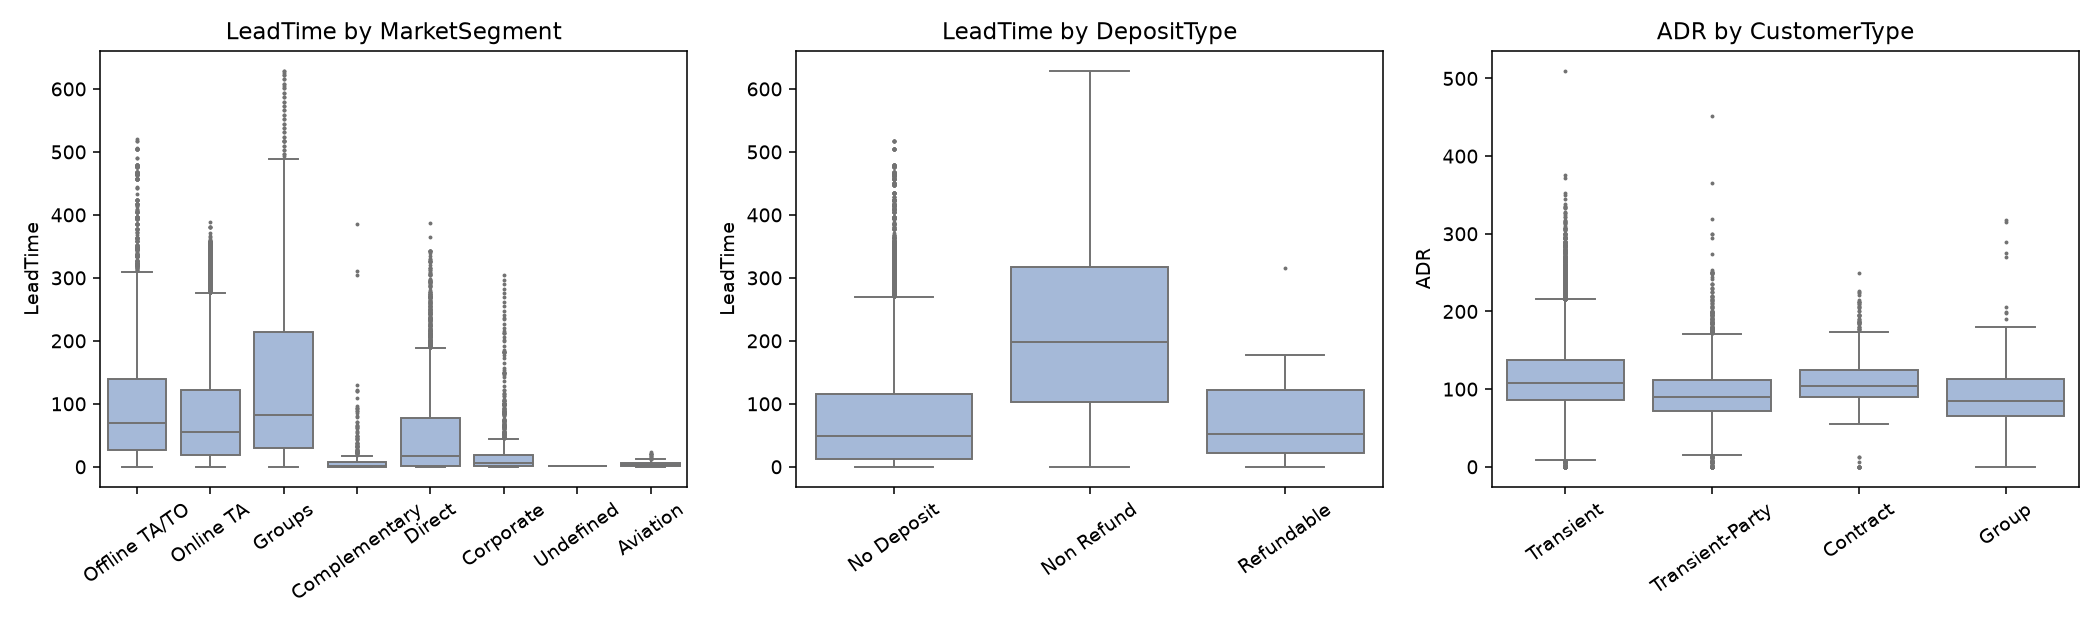 LeadTime by MarketSegment
LeadTime
600
500
400
300
200
100
0
Offline TA/TO
Online TA
Groups
Complementary
Direct
Corporate
Undefined
Aviation
LeadTime by DepositType
LeadTime
600
500
400
300
200
100
0
No Deposit
Non Refund
Refundable
ADR by CustomerType
ADR
500
400
300
200
100
0
Transient
Transient-Party
Contract
Group